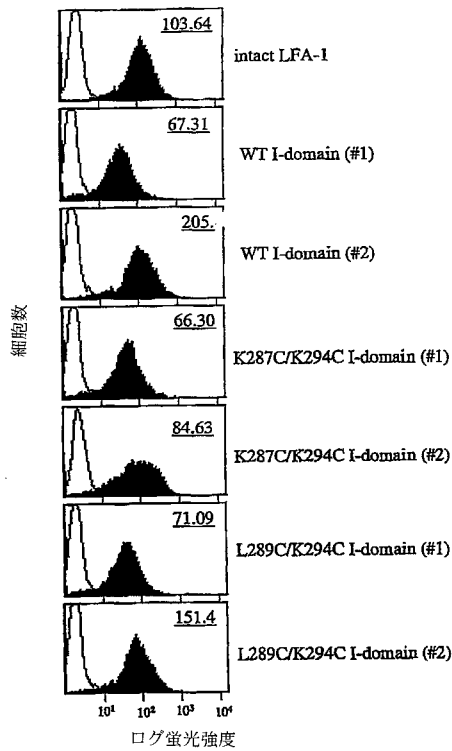 103.64
intact LFA-1
67.31
WT I-domain (#1)
205.
WT I-domain (#2)
細胞数
66.30
K287C/K294C I-domain (#1)
84.63
K287C/K294C I-domain (#2)
71.09
L289C/K294C I-domain (#1)
151.4
L289C/K294C I-domain (#2)
10¹ 10² 10³ 10⁴
ログ蛍光強度